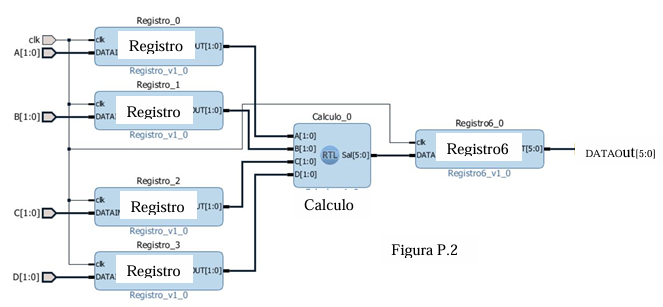 Registro_0
clk
clk
A[1:0]
DATAI
Registro
UT[1:0]
Registro_v1_0
Registro_1
clk
B[1:0]
DATAI
Registro
UT[1:0]
Registro_v1_0
Calculo_0
A[1:0]
B[1:0]
C[1:0]
D[1:0]
RTL
Sal[5:0]
Calculo
Registro6_0
clk
DATA
Registro6
T[5:0]
Registro6_v1_0
DATAOut[5:0]
Registro_2
clk
C[1:0]
DATAIN
Registro
UT[1:0]
Registro_v1_0
Registro_3
clk
D[1:0]
DATAI
Registro
UT[1:0]
Registro_v1_0
Figura P.2